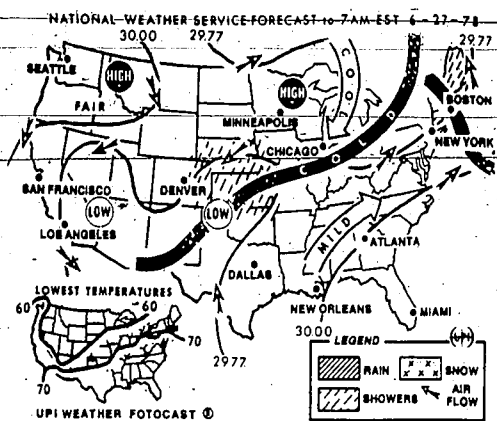 NATIONAL WEATHER SERVICE FORECAST to 7AM EST 6-27-78
30.00 29.77
29.77
SEATTLE
HIGH
HIGH
COOL
FAIR
BOSTON
MINNEAPOLIS
NEW YORK
CHICAGO
COLD
SAN FRANCISCO
DENVER
LOW
LOW
LOS ANGELES
MILD
ATLANTA
DALLAS
LOWEST TEMPERATURES
NEW ORLEANS
MIAMI
60
60
70
70
29.77
30.00
LEGEND
RAIN
SNOW
SHOWERS
AIR FLOW
UPI WEATHER FOTOCAST ®